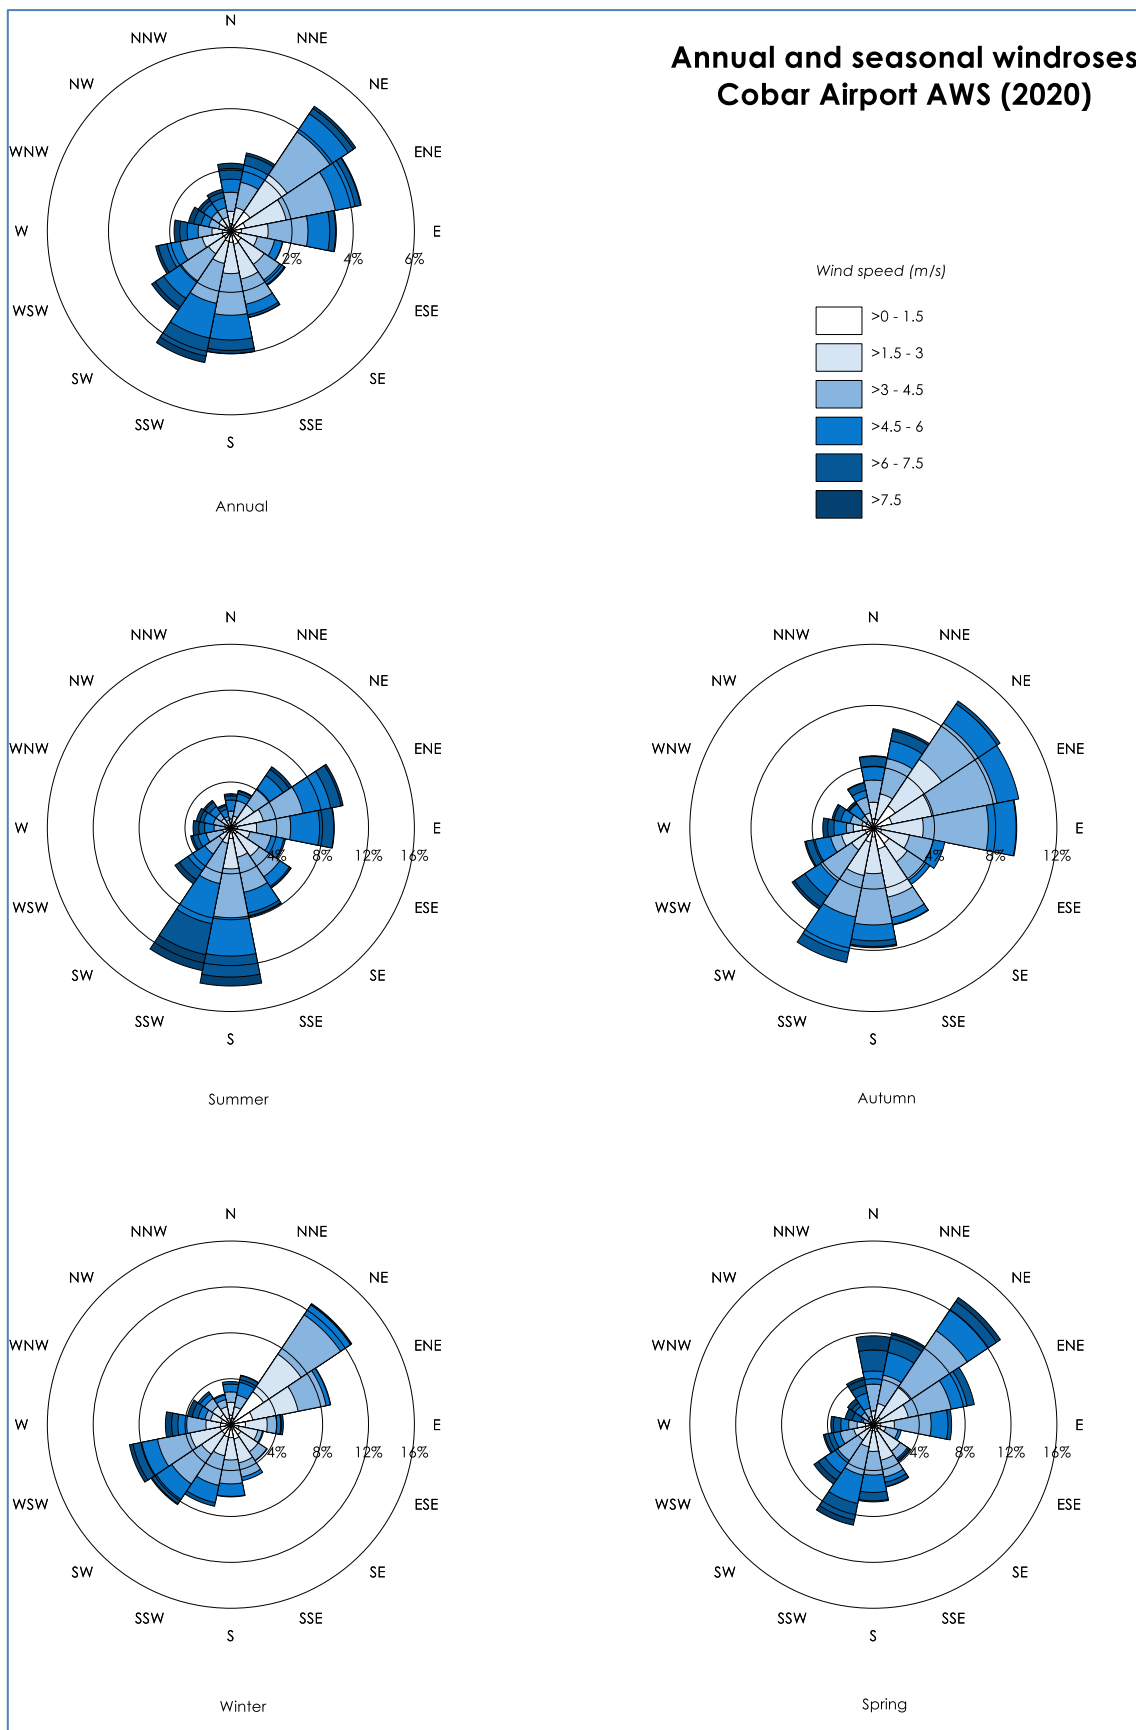 Annual and seasonal windroses
Cobar Airport AWS (2020)
N
NNW
NNE
NW
NE
WNW
ENE
W
E
2%
4%
6%
WSW
ESE
SW
SE
SSW
SSE
S
Annual
Wind speed (m/s)
>0 - 1.5
>1.5 - 3
>3 - 4.5
>4.5 - 6
>6 - 7.5
>7.5
N
NNW
NNE
NW
NE
WNW
ENE
W
E
4%
8%
12%
16%
WSW
ESE
SW
SE
SSW
SSE
S
Summer
N
NNW
NNE
NW
NE
WNW
ENE
W
E
4%
8%
12%
WSW
ESE
SW
SE
SSW
SSE
S
Autumn
N
NNW
NNE
NW
NE
WNW
ENE
W
E
4%
8%
12%
16%
WSW
ESE
SW
SE
SSW
SSE
S
Winter
N
NNW
NNE
NW
NE
WNW
ENE
W
E
4%
8%
12%
16%
WSW
ESE
SW
SE
SSW
SSE
S
Spring